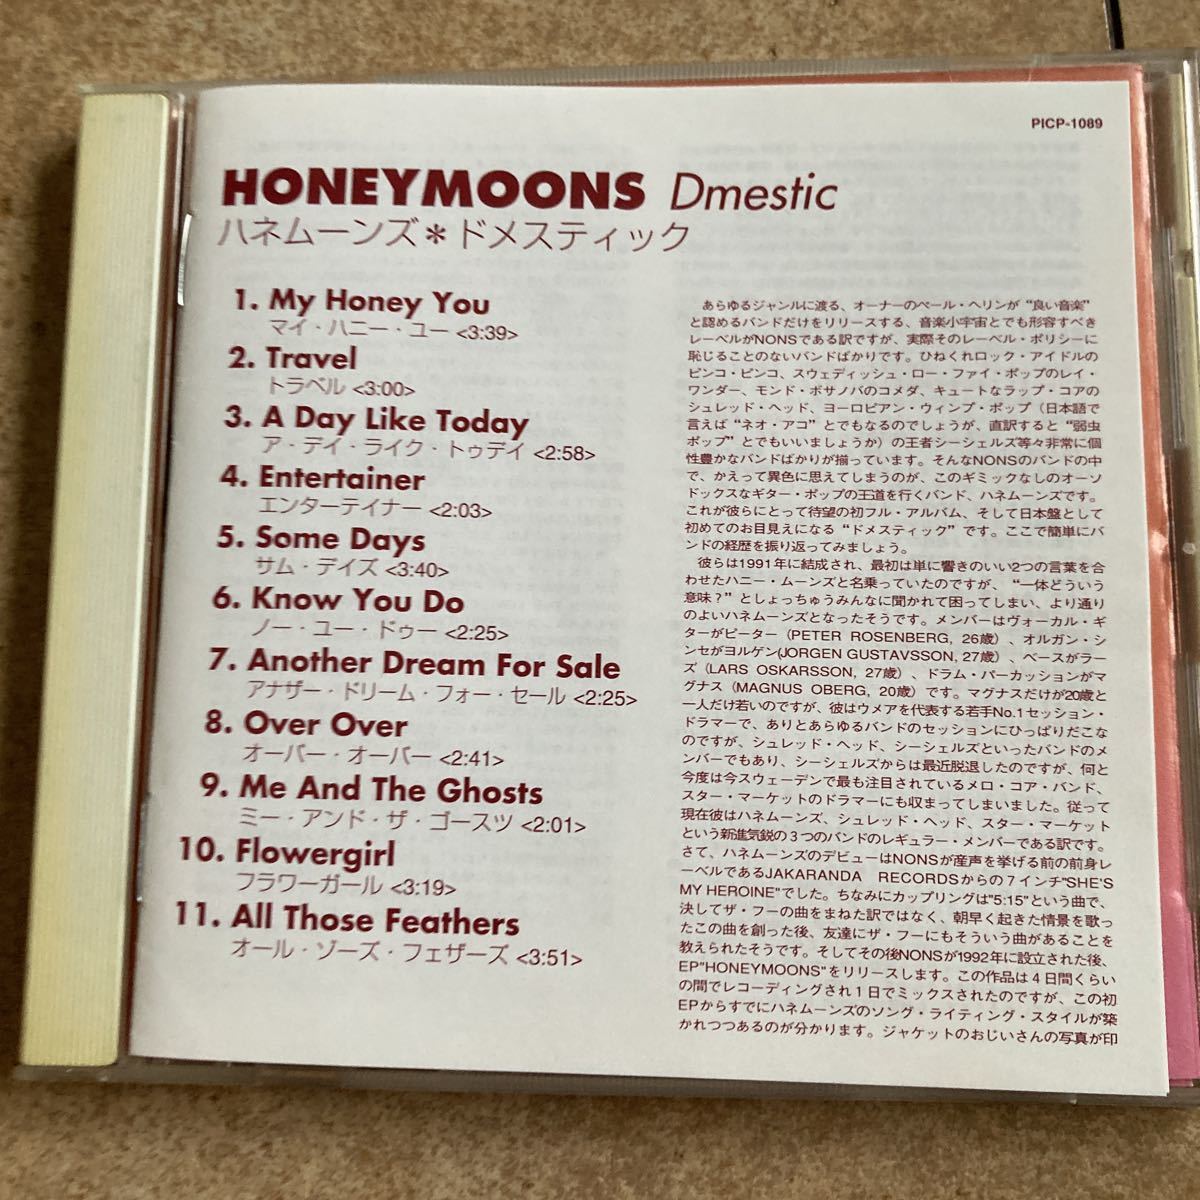 PICP-1089
HONEYMOONS Dmestic
ハネムーンズ＊ドメスティック
1. My Honey You
マイ・ハニー・ユー <3:39>
2. Travel
トラベル <3:00>
3. A Day Like Today
ア・デイ・ライク・トゥデイ <2:58>
4. Entertainer
エンターテイナー <2:03>
5. Some Days
サム・デイズ <3:40>
6. Know You Do
ノー・ユー・ドゥー <2:25>
7. Another Dream For Sale
アナザー・ドリーム・フォー・セール <2:25>
8. Over Over
オーバー・オーバー <2:41>
9. Me And The Ghosts
ミー・アンド・ザ・ゴースツ <2:01>
10. Flowergirl
フラワーガール <3:19>
11. All Those Feathers
オール・ゾーズ・フェザーズ <3:51>
あらゆるジャンルに渡る、オーナーのペール・ヘリンが“良い音楽”
と認めるバンドだけをリリースする、音楽小宇宙とでも形容すべき
レーベルがNONSである訳ですが、実際そのレーベル・ポリシーに
恥じることのないバンドばかりです。ひねくれロック・アイドルの
ピンコ・ピンコ、スウェディッシュ・ロー・ファイ・ポップのレイ・
ワンダー、モンド・ボサノバのコメダ、キュートなラップ・コアの
シュレッド・ヘッド、ヨーロピアン・ウィンプ・ポップ（日本語で
言えば“ネオ・アコ”とでもなるのでしょうが、直訳すると“弱虫
ポップ”とでもいいましょうか）の王者シーシェルズ等々非常に個
性豊かなバンドばかりが揃っています。そんなNONSのバンドの中
で、かえって異色に思えてしまうのが、このギミックなしのオーソ
ドックスなギター・ポップの王道を行くバンド、ハネムーンズです。
これが彼らにとって待望の初フル・アルバム、そして日本盤として
初めてのお目見えになる“ドメスティック”です。ここで簡単にバ
ンドの経歴を振り返ってみましょう。
彼らは1991年に結成され、最初は単に響きのいい2つの言葉を合
わせたハニー・ムーンズと名乗っていたのですが、“一体どういう
意味？”としょっちゅうみんなに聞かれて困ってしまい、より通り
のよいハネムーンズとなったそうです。メンバーはヴォーカル・ギ
ターがピーター（PETER ROSENBERG, 26歳）、オルガン・シ
ンセがヨルゲン(JORGEN GUSTAVSSON, 27歳）、ベースがラー
ズ（LARS OSKARSSON, 27歳）、ドラム・パーカッションがマ
グナス（MAGNUS OBERG, 20歳）です。マグナスだけが20歳と
一人だけ若いのですが、彼はウメアを代表する若手No.1セッション・
ドラマーで、ありとあらゆるバンドのセッションにひっぱりだこな
のですが、シュレッド・ヘッド、シーシェルズといったバンドのメ
ンバーでもあり、シーシェルズからは最近脱退したのですが、何と
今度は今スウェーデンで最も注目されているメロ・コア・バンド、
スター・マーケットのドラマーにも収まってしまいました。従って
現在彼はハネムーンズ、シュレッド・ヘッド、スター・マーケット
という新進気鋭の３つのバンドのレギュラー・メンバーである訳です。
さて、ハネムーンズのデビューはNONSが産声を挙げる前の前身レ
ーベルであるJAKARANDA RECORDSからの７インチ"SHE'S
MY HEROINE"でした。ちなみにカップリングは"5:15"という曲で、
決してザ・フーの曲をまねた訳ではなく、朝早く起きた情景を歌っ
たこの曲を創った後、友達にザ・フーにもそういう曲があることを
教えられたそうです。そしてその後NONSが1992年に設立された後、
EP"HONEYMOONS"をリリースします。この作品は４日間くらい
の間でレコーディングされ１日でミックスされたのですが、この初
EPからすでにハネムーンズのソング・ライティング・スタイルが築
かれつつあるのが分かります。ジャケットのおじいさんの写真が印